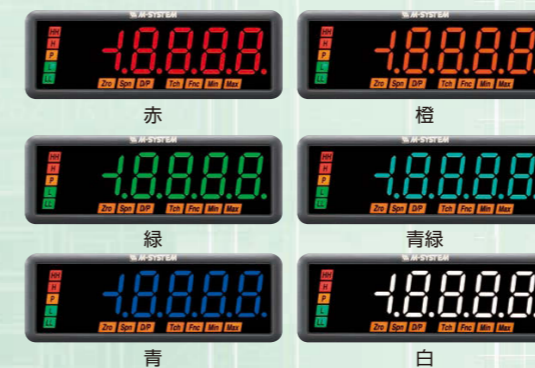 M-SYSTEM M-SYSTEM
HH HH
H -1.8.8.8.8. H -1.8.8.8.8.
P P
L L
LL LL
Zro Spn D/P Tch Fnc Min Max Zro Spn D/P Tch Fnc Min Max
赤 橙
M-SYSTEM M-SYSTEM
HH HH
H -1.8.8.8.8. H -1.8.8.8.8.
P P
L L
LL LL
Zro Spn D/P Tch Fnc Min Max Zro Spn D/P Tch Fnc Min Max
緑 青緑
M-SYSTEM M-SYSTEM
HH HH
H -1.8.8.8.8. H -1.8.8.8.8.
P P
L L
LL LL
Zro Spn D/P Tch Fnc Min Max Zro Spn D/P Tch Fnc Min Max
青 白